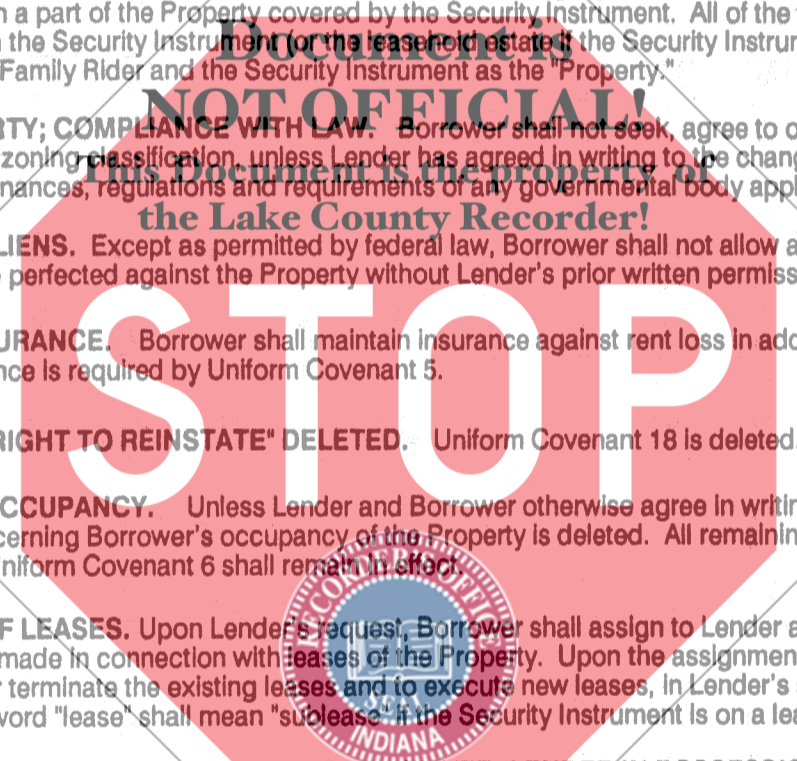 n a part of the Property covered by the Security Instrument. All of the
the Security Instrument (or the leasehold estate if the Security Instrum
Family Rider and the Security Instrument as the "Property."
Document is
NOT OFFICIAL!
This Document is the property of
the Lake County Recorder!
RTY; COMPLIANCE WITH LAW. Borrower shall not seek, agree to o
zoning classification, unless Lender has agreed in writing to the chang
nances, regulations and requirements of any governmental body appl
LIENS. Except as permitted by federal law, Borrower shall not allow a
perfected against the Property without Lender's prior written permiss
URANCE. Borrower shall maintain insurance against rent loss in add
nce is required by Uniform Covenant 5.
STOP
RIGHT TO REINSTATE" DELETED. Uniform Covenant 18 is deleted.
CCUPANCY. Unless Lender and Borrower otherwise agree in writin
cerning Borrower's occupancy of the Property is deleted. All remainin
niform Covenant 6 shall remain in effect.
RECORDER'S OFFICE
SEAL
INDIANA
F LEASES. Upon Lender's request, Borrower shall assign to Lender a
made in connection with leases of the Property. Upon the assignmen
r terminate the existing leases and to execute new leases, in Lender's
word "lease" shall mean "sublease" if the Security Instrument is on a lea